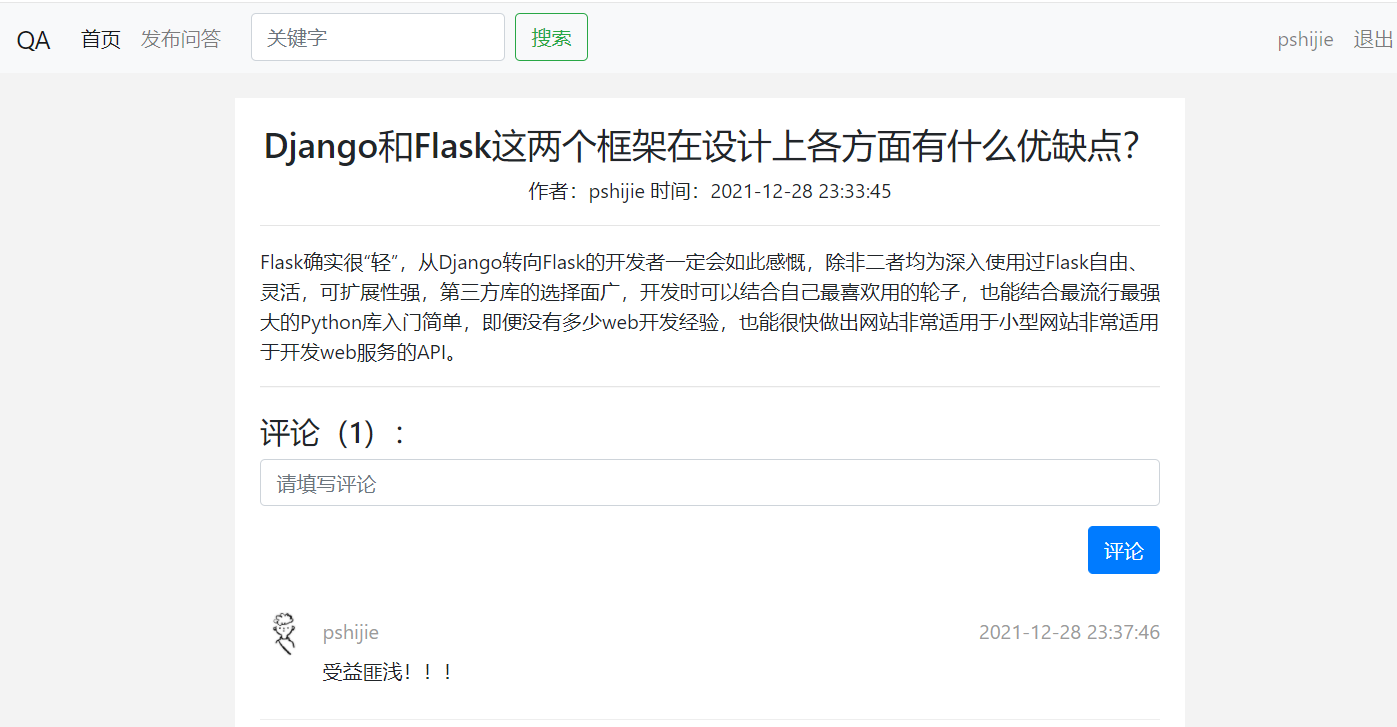 QA 首页 发布问答 关键字 搜索 pshijie 退出
Django和Flask这两个框架在设计上各方面有什么优缺点？
作者：pshijie 时间：2021-12-28 23:33:45
Flask确实很“轻”，从Django转向Flask的开发者一定会如此感慨，除非二者均为深入使用过Flask自由、
灵活，可扩展性强，第三方库的选择面广，开发时可以结合自己最喜欢用的轮子，也能结合最流行最强
大的Python库入门简单，即便没有多少web开发经验，也能很快做出网站非常适用于小型网站非常适用
于开发web服务的API。
评论（1）：
请填写评论
评论
pshijie 2021-12-28 23:37:46
受益匪浅！！！